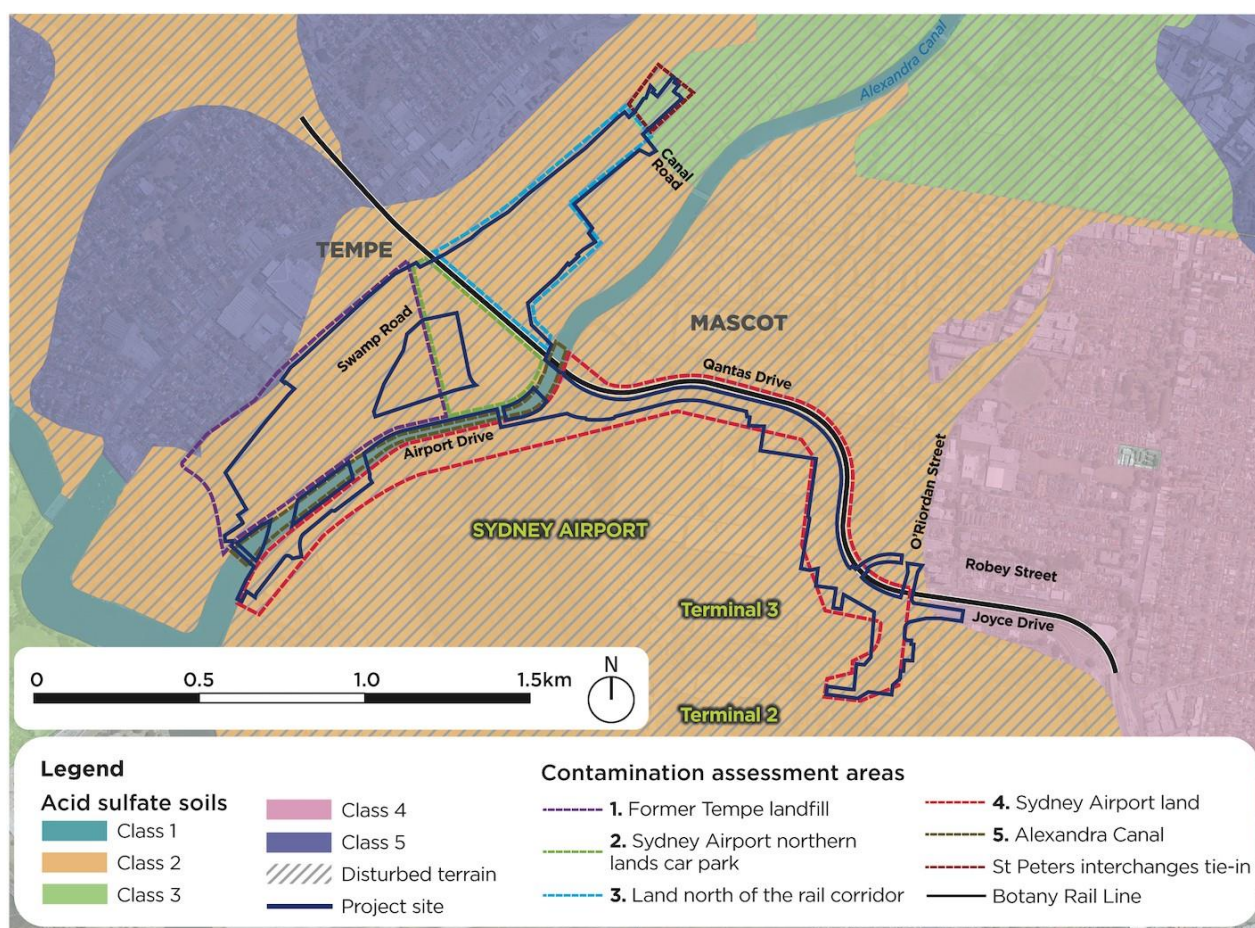 Alexandra Canal
Canal
Road
TEMPE
Swamp Road
MASCOT
Qantas Drive
Airport Drive
O'Riordan Street
SYDNEY AIRPORT
Robey Street
Terminal 3
Joyce Drive
0 0.5 1.0 1.5km
N
Terminal 2
Legend
Acid sulfate soils
Class 1
Class 2
Class 3
Class 4
Class 5
Disturbed terrain
Project site
Contamination assessment areas
1. Former Tempe landfill
2. Sydney Airport northern
lands car park
3. Land north of the rail corridor
4. Sydney Airport land
5. Alexandra Canal
St Peters interchanges tie-in
Botany Rail Line